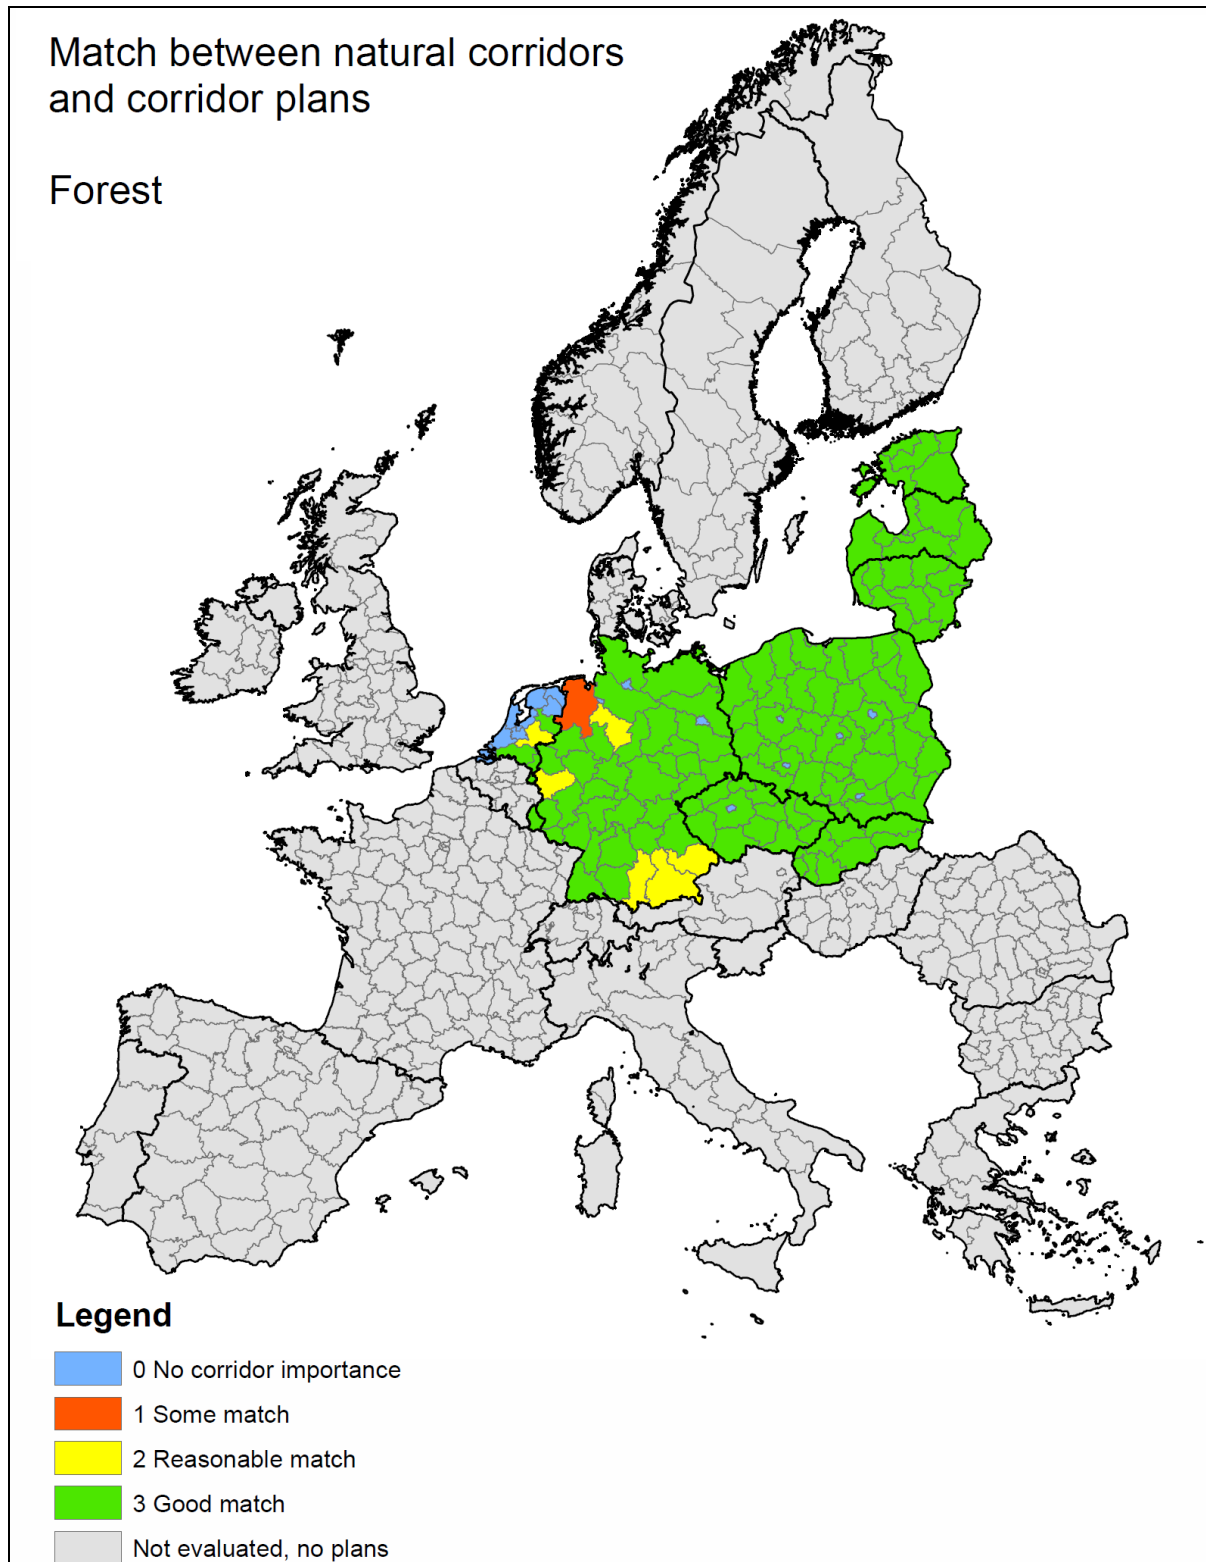 Match between natural corridors
and corridor plans
Forest
Legend
0 No corridor importance
1 Some match
2 Reasonable match
3 Good match
Not evaluated, no plans